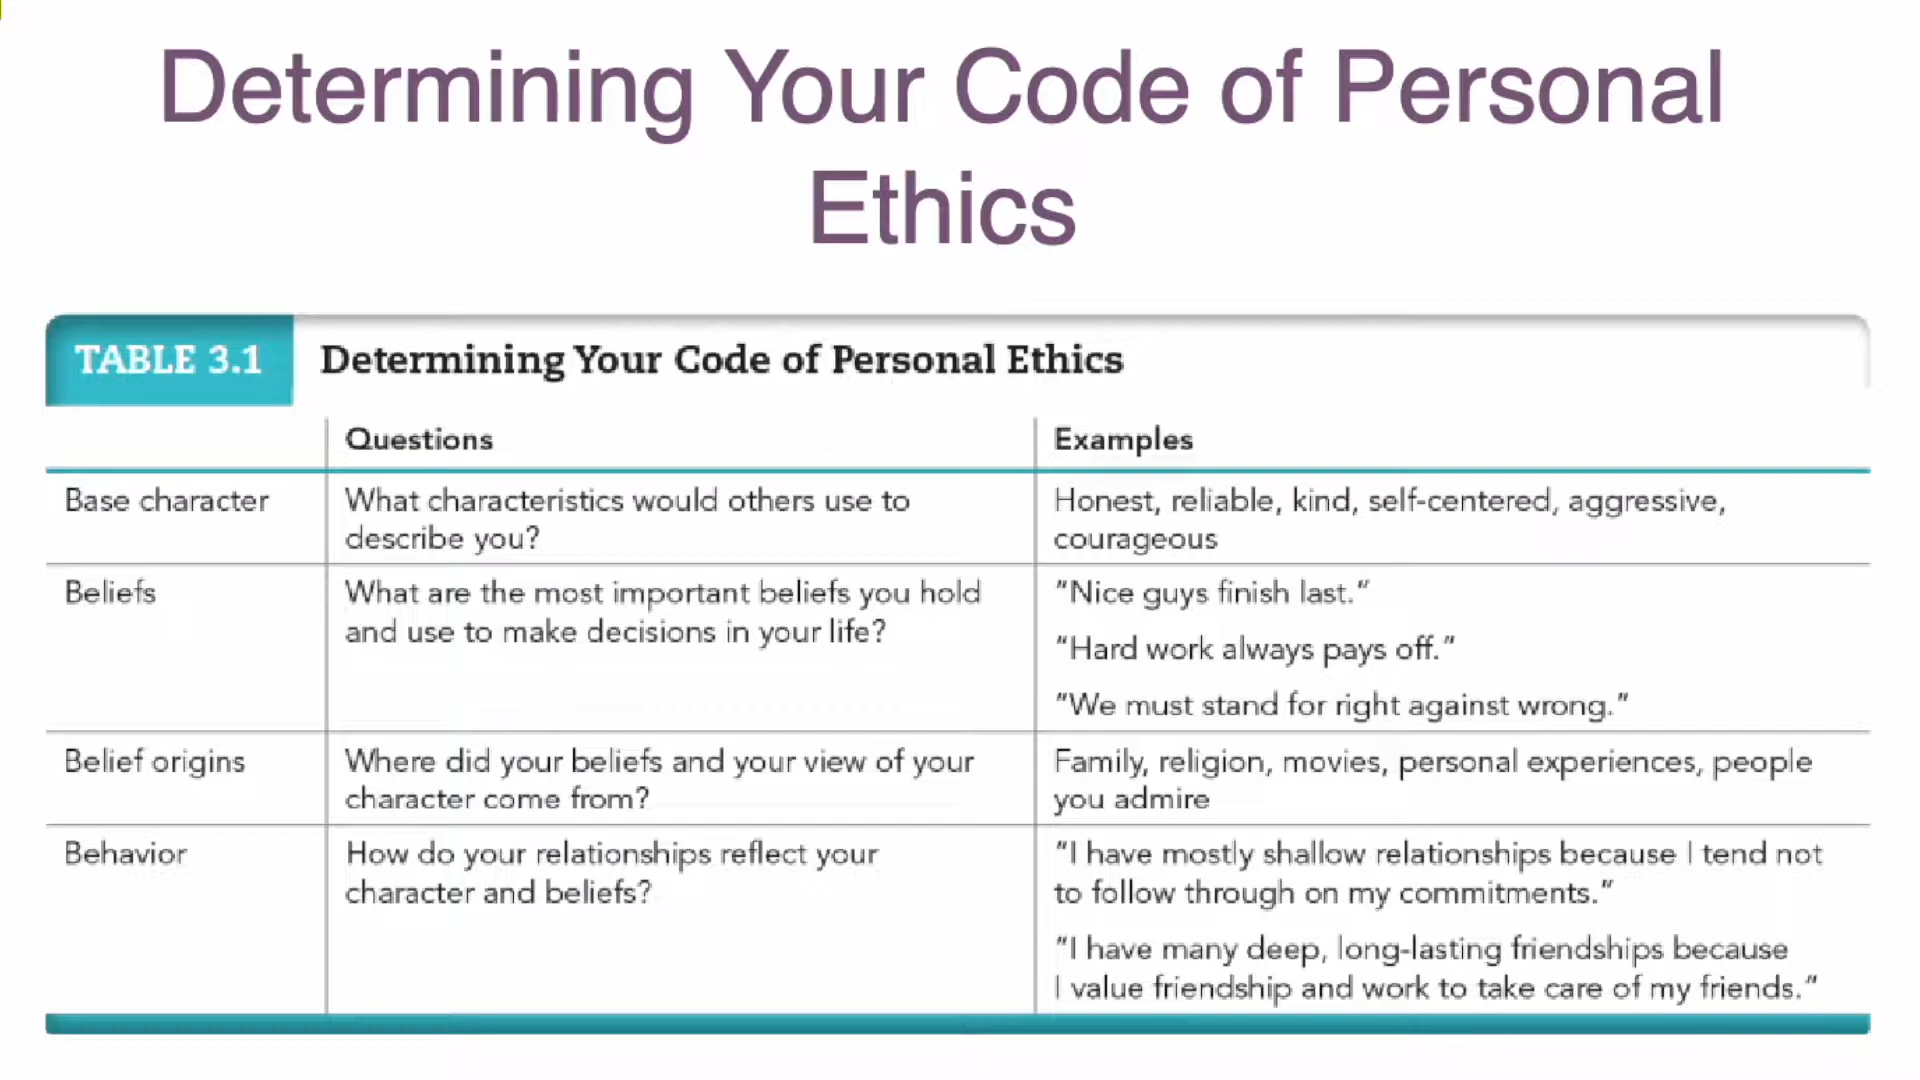 Determining Your Code of Personal
Ethics
TABLE 3.1 Determining Your Code of Personal Ethics
Questions Examples
Base character What characteristics would others use to Honest, reliable, kind, self-centered, aggressive,
describe you? courageous
Beliefs What are the most important beliefs you hold "Nice guys finish last."
and use to make decisions in your life?
"Hard work always pays off."
"We must stand for right against wrong."
Belief origins Where did your beliefs and your view of your Family, religion, movies, personal experiences, people
character come from? you admire
Behavior How do your relationships reflect your "I have mostly shallow relationships because I tend not
character and beliefs? to follow through on my commitments."
"I have many deep, long-lasting friendships because
I value friendship and work to take care of my friends."